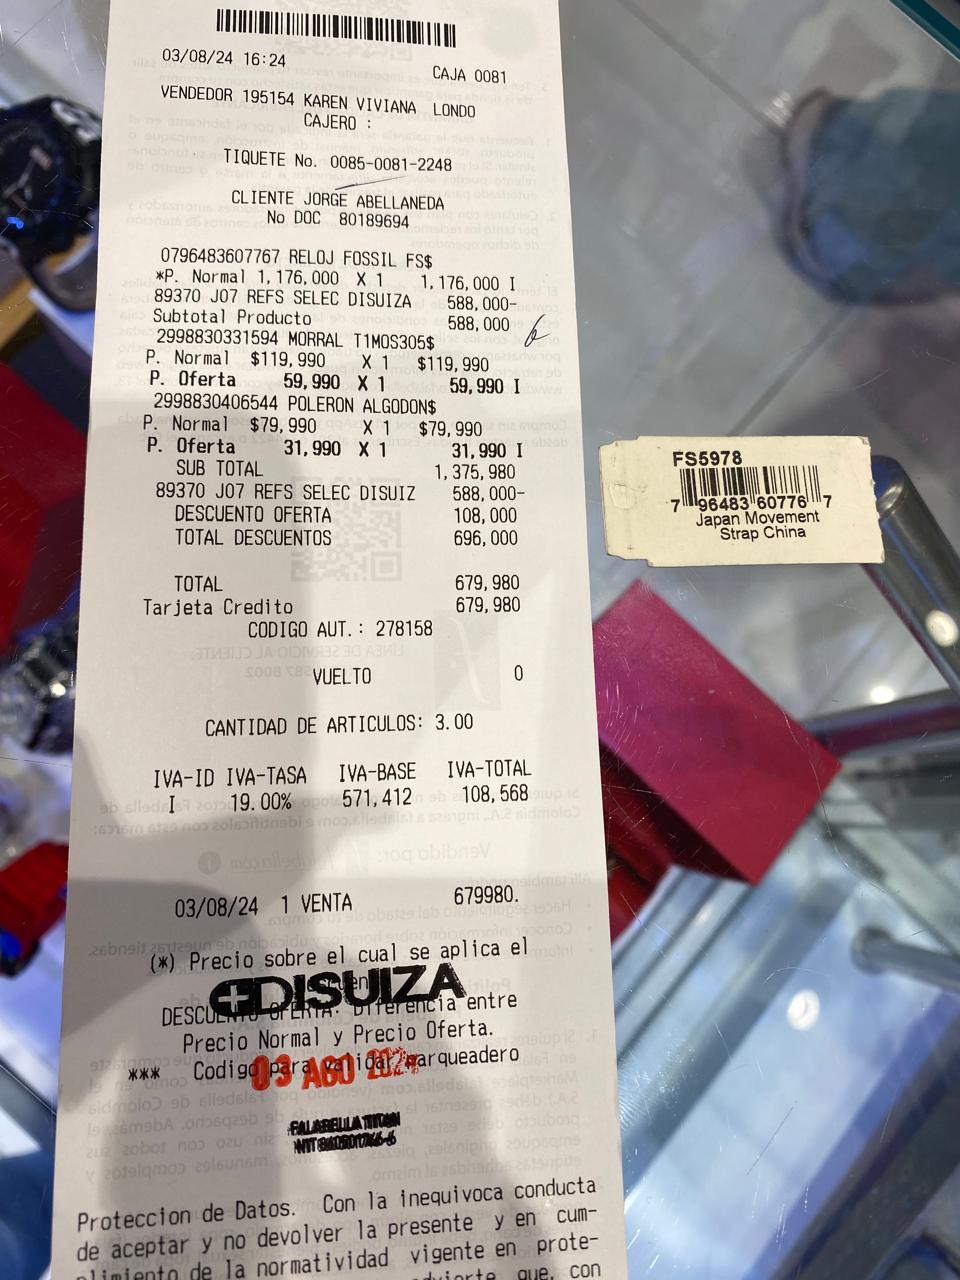 03/08/24 16:24
CAJA 0081
VENDEDOR 195154 KAREN VIVIANA LONDO
CAJERO :
TIQUETE No. 0085-0081-2248
CLIENTE JORGE ABELLANEDA
No DOC 80189694
0796483607767 RELOJ FOSSIL FS$
*P. Normal 1,176,000 X 1 1,176,000 I
89370 J07 REFS SELEC DISUIZA 588,000-
Subtotal Producto 588,000
2998830331594 MORRAL T1MOS305$
P. Normal $119,990 X 1 $119,990
P. Oferta 59,990 X 1 59,990 I
2998830406544 POLERON ALGODON$
P. Normal $79,990 X 1 $79,990
P. Oferta 31,990 X 1 31,990 I
SUB TOTAL 1,375,980
89370 J07 REFS SELEC DISUIZ 588,000-
DESCUENTO OFERTA 108,000
TOTAL DESCUENTOS 696,000
TOTAL 679,980
Tarjeta Credito 679,980
CODIGO AUT.: 278158
VUELTO 0
CANTIDAD DE ARTICULOS: 3.00
IVA-ID IVA-TASA IVA-BASE IVA-TOTAL
I 19.00% 571,412 108,568
03/08/24 1 VENTA 679980.
(*) Precio sobre el cual se aplica el
DISUIZA
DESCUENTO OFERTA: Diferencia entre
Precio Normal y Precio Oferta.
*** Codigo para validar parqueadero
03 AGO 2024
FALABELLA TITAN
Proteccion de Datos. Con la inequivoca conducta
de aceptar y no devolver la presente y en cum-
plimiento de la normatividad vigente en prote-
que, con
FS5978
7 96483 60776 7
Japan Movement
Strap China